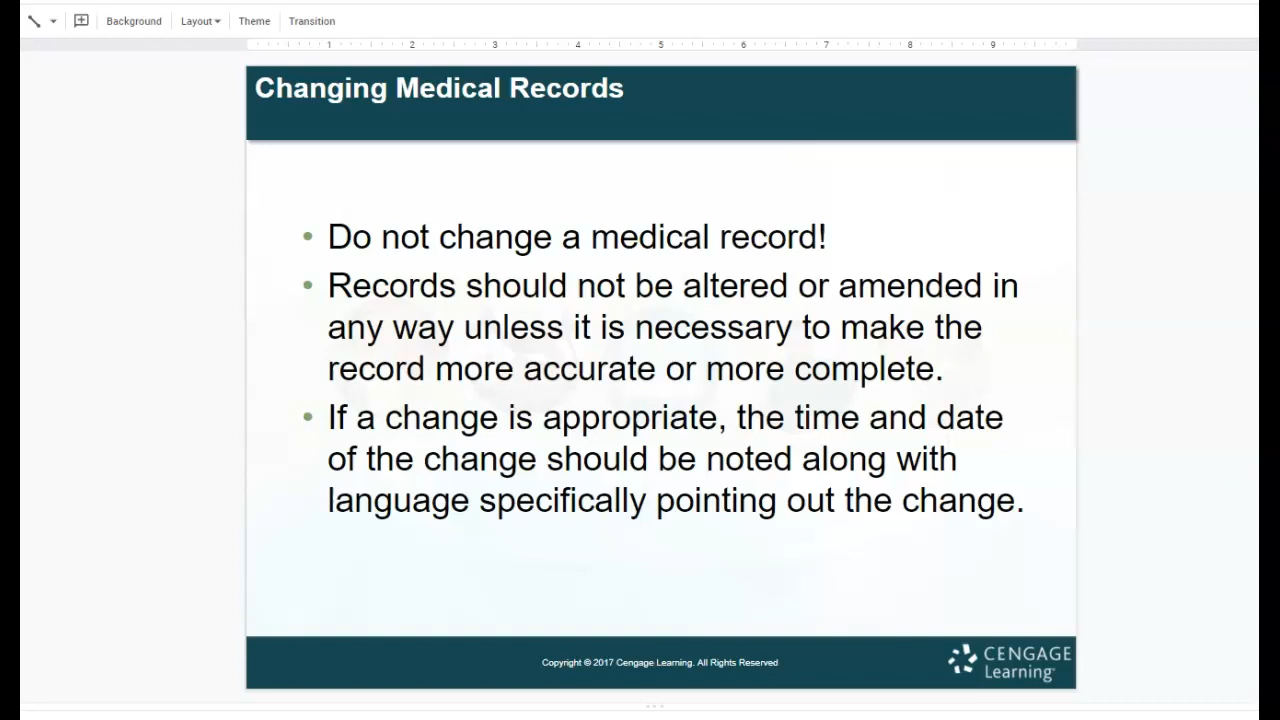 Background Layout Theme Transition
1 2 3 4 5 6 7 8 9
Changing Medical Records
• Do not change a medical record!
• Records should not be altered or amended in
any way unless it is necessary to make the
record more accurate or more complete.
• If a change is appropriate, the time and date
of the change should be noted along with
language specifically pointing out the change.
Copyright © 2017 Cengage Learning. All Rights Reserved
CENGAGE
Learning™